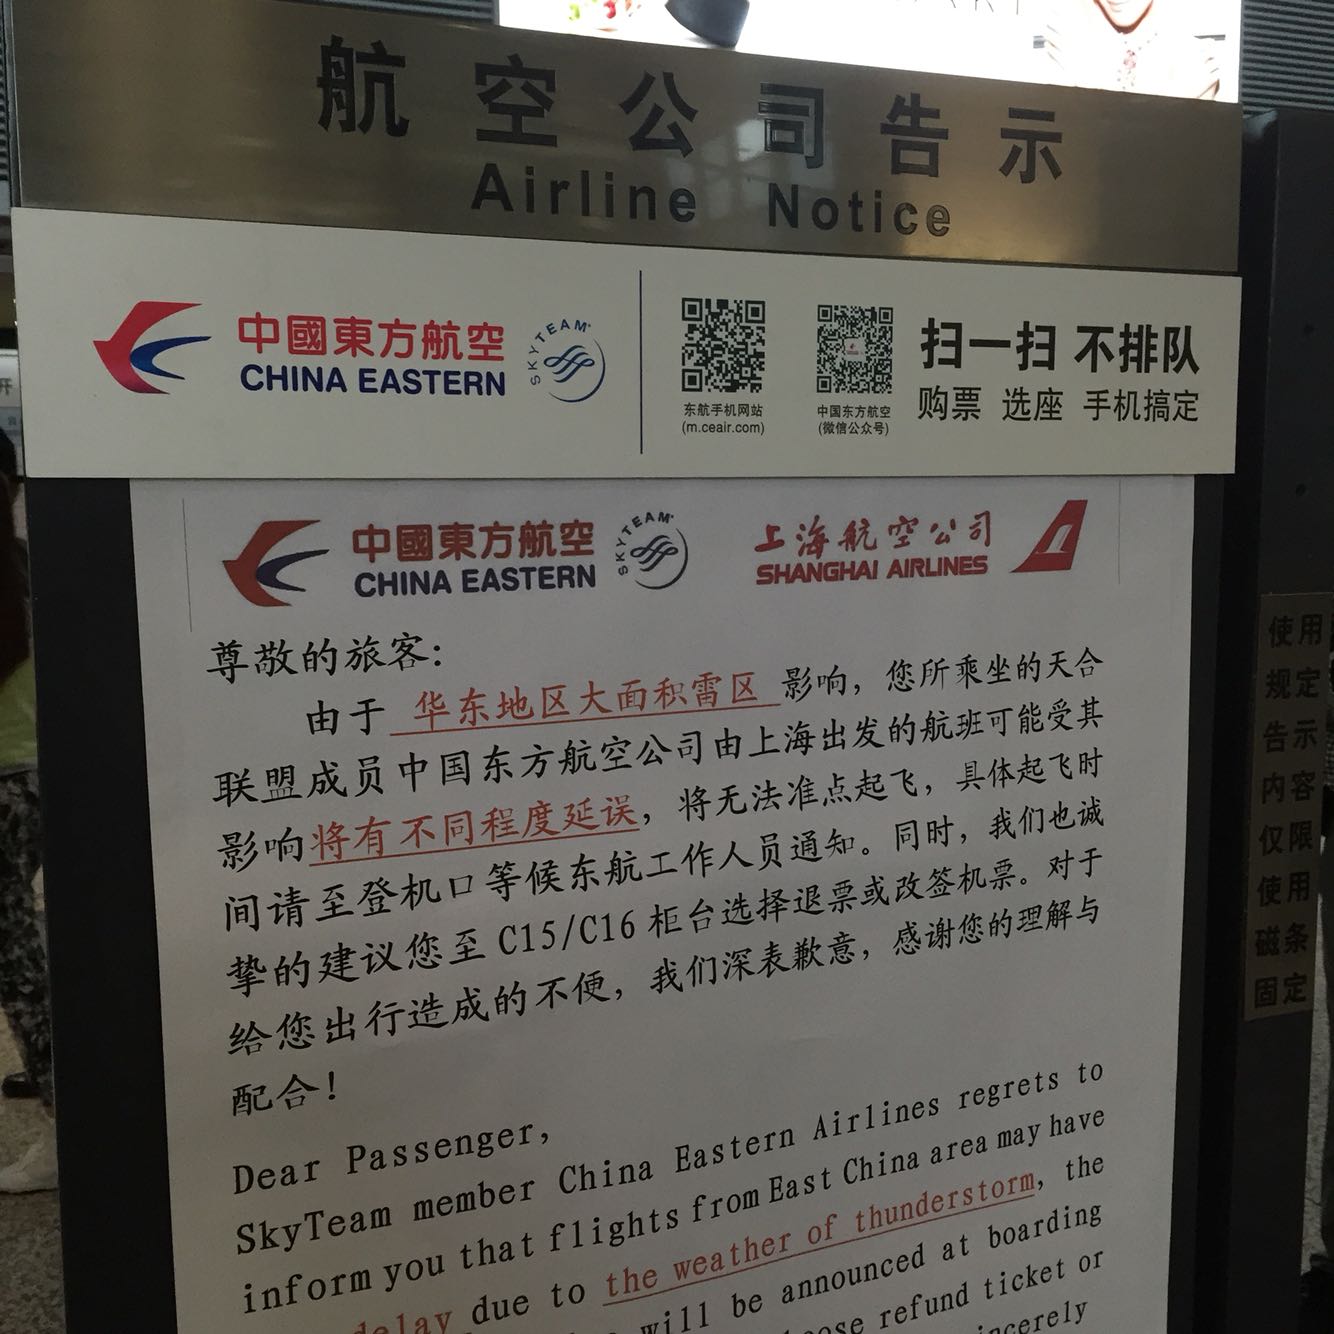 航空公司告示
Airline Notice
中國東方航空
CHINA EASTERN
SKYTEAM
东航手机网站
(m.ceair.com)
中国东方航空
(微信公众号)
扫一扫 不排队
购票 选座 手机搞定
中國東方航空
CHINA EASTERN
SKYTEAM
上海航空公司
SHANGHAI AIRLINES
尊敬的旅客:
由于 华东地区大面积雷区 影响，您所乘坐的天合
联盟成员中国东方航空公司由上海出发的航班可能受其
影响将有不同程度延误，将无法准点起飞，具体起飞时
间请至登机口等候东航工作人员通知。同时，我们也诚
挚的建议您至 C15/C16 柜台选择退票或改签机票。对于
给您出行造成的不便，我们深表歉意，感谢您的理解与
配合！
Dear Passenger,
SkyTeam member China Eastern Airlines regrets to
inform you that flights from East China area may have
delay due to the weather of thunderstorm, the
will be announced at boarding
refund ticket or
使用
规定
告示
内容
仅限
使用
磁条
固定